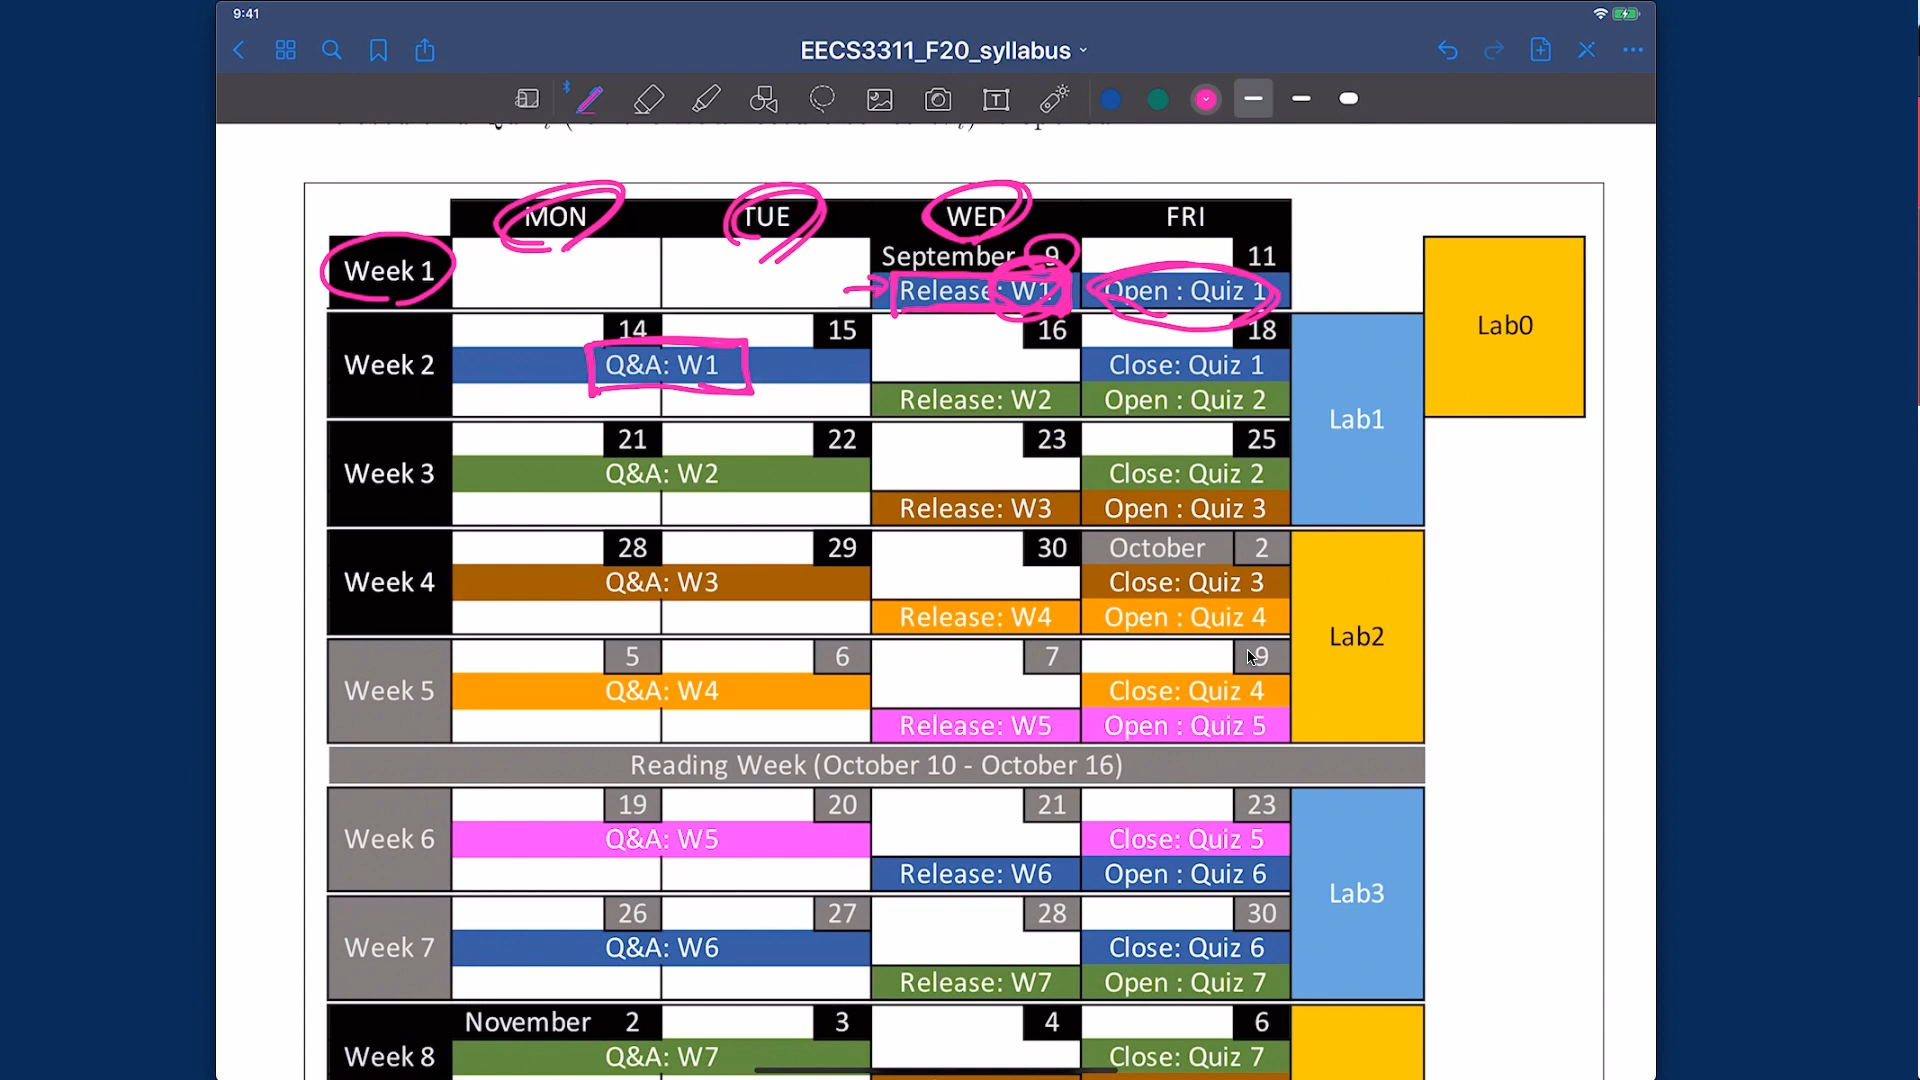 9:41
EECS3311_F20_syllabus
MON TUE WED FRI
September 9 11
Week 1
Release: W1 Open : Quiz 1
Lab0
14 15 16 18
Week 2
Q&A: W1 Close: Quiz 1
Release: W2 Open : Quiz 2
Lab1
21 22 23 25
Week 3
Q&A: W2 Close: Quiz 2
Release: W3 Open : Quiz 3
28 29 30 October 2
Week 4
Q&A: W3 Close: Quiz 3
Release: W4 Open : Quiz 4
Lab2
5 6 7 9
Week 5
Q&A: W4 Close: Quiz 4
Release: W5 Open : Quiz 5
Reading Week (October 10 - October 16)
19 20 21 23
Week 6
Q&A: W5 Close: Quiz 5
Release: W6 Open : Quiz 6
Lab3
26 27 28 30
Week 7
Q&A: W6 Close: Quiz 6
Release: W7 Open : Quiz 7
November 2 3 4 6
Week 8
Q&A: W7 Close: Quiz 7